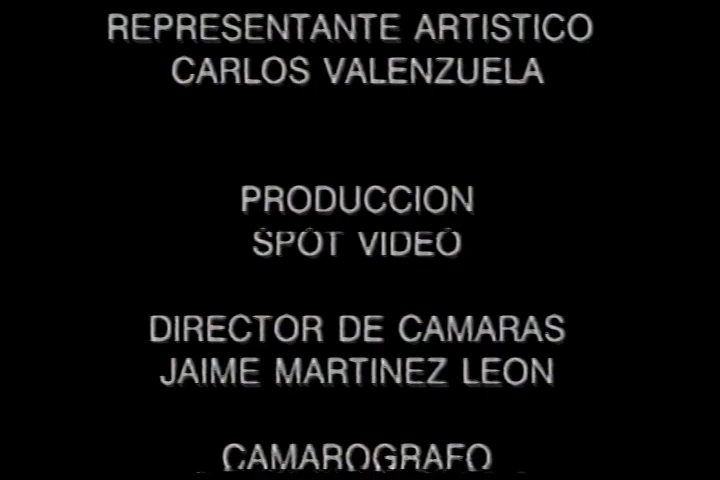 REPRESENTANTE ARTISTICO
CARLOS VALENZUELA
PRODUCCION
SPOT VIDEO
DIRECTOR DE CAMARAS
JAIME MARTINEZ LEON
CAMAROGRAFO